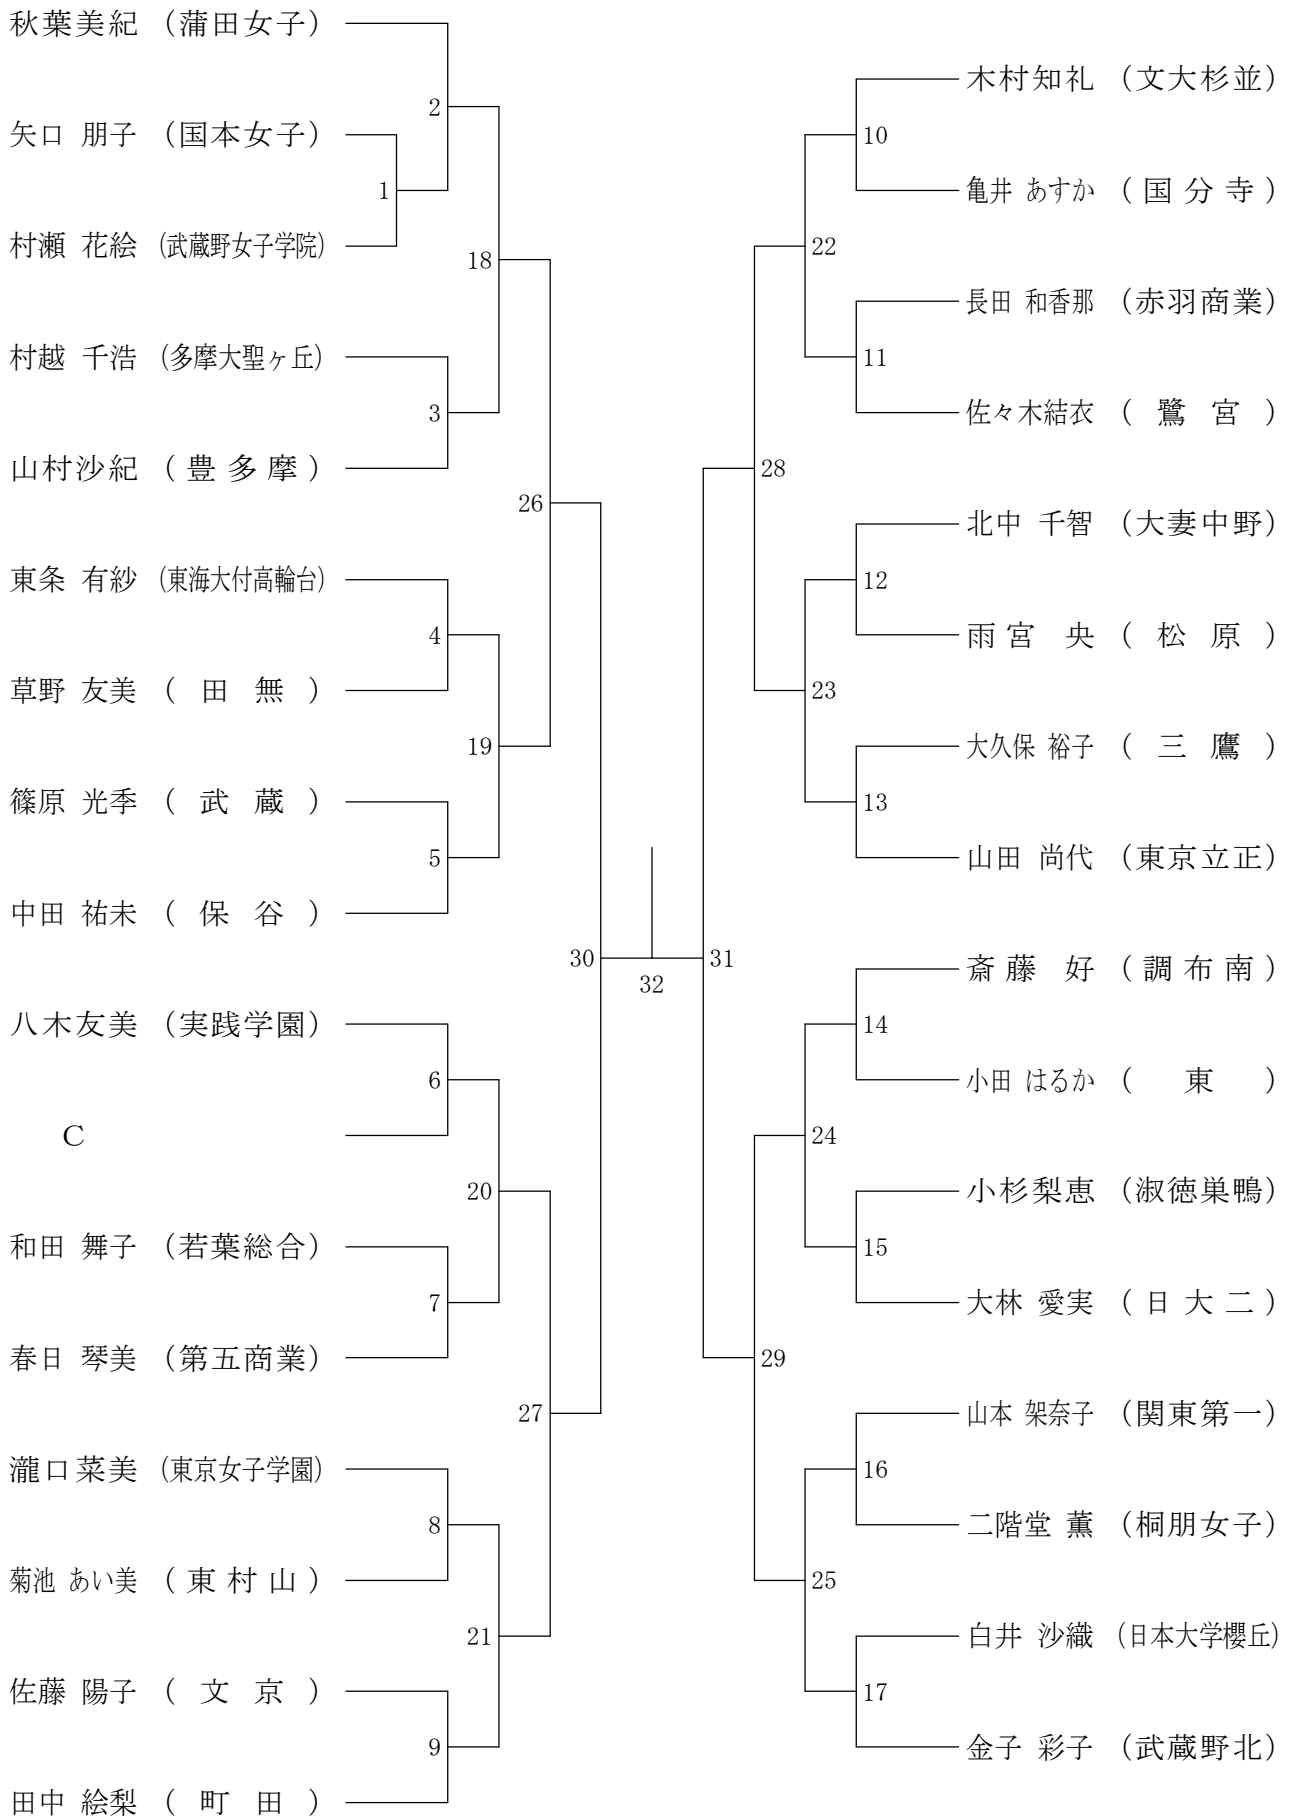 秋葉美紀 （蒲田女子）
矢口 朋子 （国本女子）
村瀬 花絵 （武蔵野女子学院）
村越 千浩 （多摩大聖ヶ丘）
山村沙紀 （豊多摩）
東条 有紗 （東海大付高輪台）
草野 友美 （田無）
篠原 光季 （武蔵）
中田 祐未 （保谷）
八木友美 （実践学園）
C
和田 舞子 （若葉総合）
春日 琴美 （第五商業）
瀧口菜美 （東京女子学園）
菊池 あい美 （東村山）
佐藤 陽子 （文京）
田中 絵梨 （町田）
1
2
3
4
5
6
7
8
9
18
19
20
21
26
27
30
32
31
28
29
22
23
24
25
10
11
12
13
14
15
16
17
木村知礼 （文大杉並）
亀井 あすか （国分寺）
長田 和香那 （赤羽商業）
佐々木結衣 （鷺宮）
北中 千智 （大妻中野）
雨宮 央 （松原）
大久保 裕子 （三鷹）
山田 尚代 （東京立正）
斎藤 好 （調布南）
小田 はるか （東）
小杉梨恵 （淑徳巣鴨）
大林 愛実 （日大二）
山本 架奈子 （関東第一）
二階堂 薫 （桐朋女子）
白井 沙織 （日本大学櫻丘）
金子 彩子 （武蔵野北）